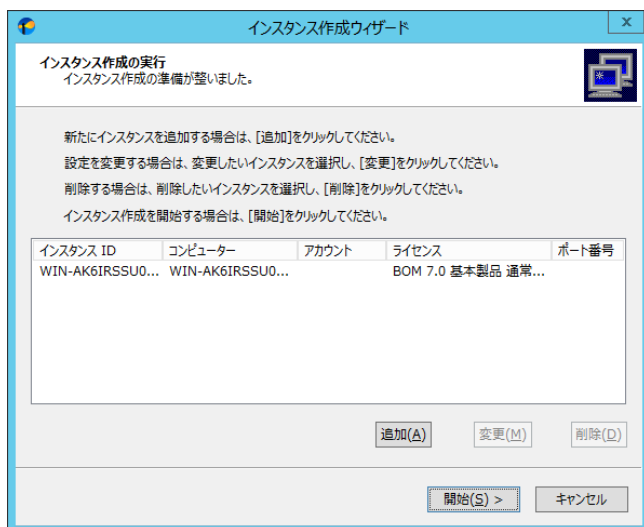 インスタンス作成ウィザード
x
インスタンス作成の実行
インスタンス作成の準備が整いました。
新たにインスタンスを追加する場合は、[追加]をクリックしてください。
設定を変更する場合は、変更したいインスタンスを選択し、[変更]をクリックしてください。
削除する場合は、削除したいインスタンスを選択し、[削除]をクリックしてください。
インスタンス作成を開始する場合は、[開始]をクリックしてください。
インスタンス ID コンピューター アカウント ライセンス ポート番号
WIN-AK6IRSSU0... WIN-AK6IRSSU0... BOM 7.0 基本製品 通常...
追加(A) 変更(M) 削除(D)
開始(S) > キャンセル